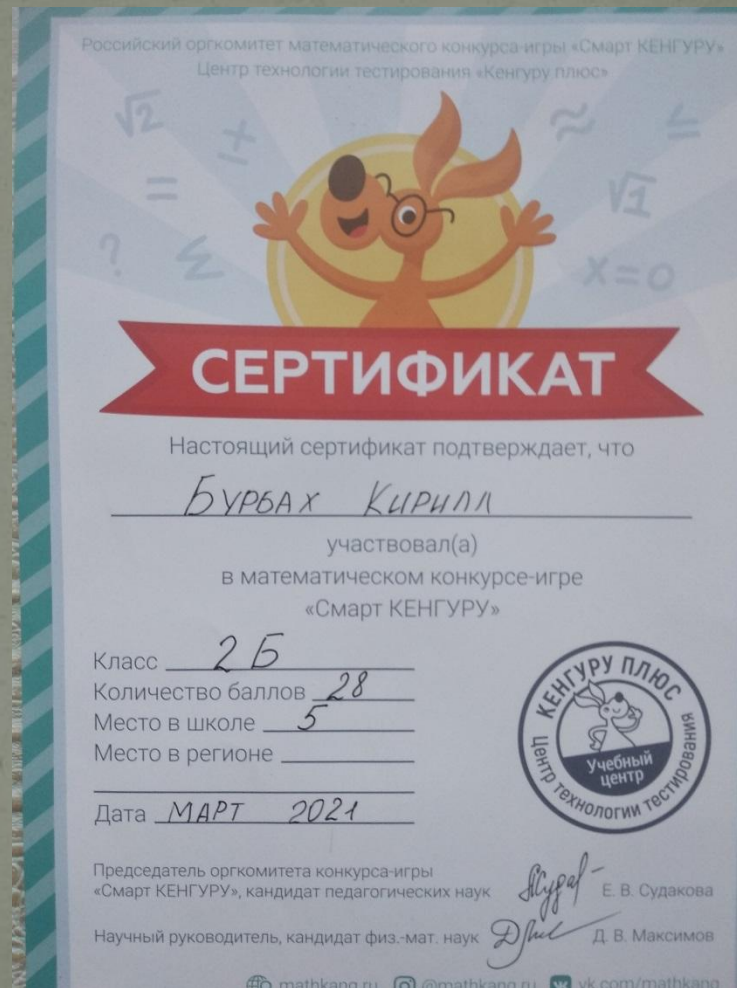 Российский оргкомитет математического конкурса-игры «Смарт КЕНГУРУ»
Центр технологии тестирования «Кенгуру плюс»
√2
±
≈
=
√1
?
Σ
x=0
СЕРТИФИКАТ
Настоящий сертификат подтверждает, что
БУРБАХ КИРИЛЛ
участвовал(а)
в математическом конкурсе-игре
«Смарт КЕНГУРУ»
Класс 2 Б
Количество баллов 28
Место в школе 5
Место в регионе
Дата МАРТ 2021
КЕНГУРУ ПЛЮС
Учебный
центр
Центр технологии тестирования
Председатель оргкомитета конкурса-игры
«Смарт КЕНГУРУ», кандидат педагогических наук Е. В. Судакова
Научный руководитель, кандидат физ.-мат. наук Д. В. Максимов
mathkang.ru @mathkang.ru vk.com/mathkang